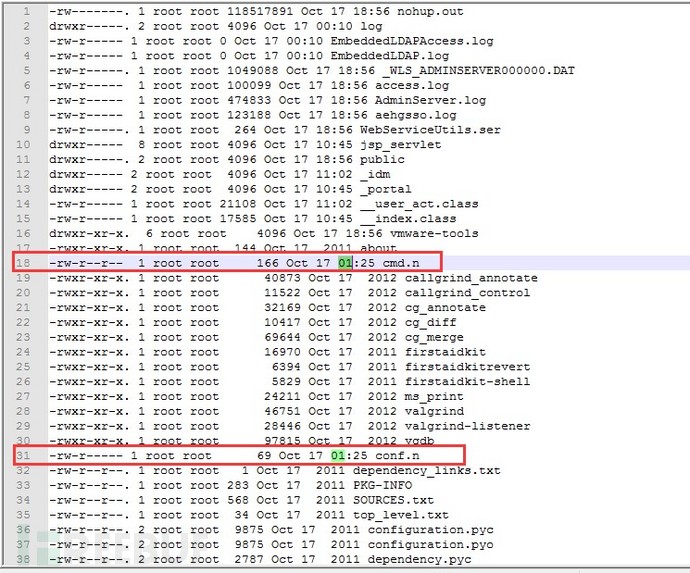 1 -rw-------. 1 root root 118517891 Oct 17 18:56 nohup.out
2 drwxr-----. 2 root root 4096 Oct 17 00:10 log
3 -rw-r----- 1 root root 0 Oct 17 00:10 EmbeddedLDAPAccess.log
4 -rw-r----- 1 root root 0 Oct 17 00:10 EmbeddedLDAP.log
5 -rw-r-----. 1 root root 1049088 Oct 17 18:56 _WLS_ADMINSERVER000000.DAT
6 -rw-r----- 1 root root 100099 Oct 17 18:56 access.log
7 -rw-r----- 1 root root 474833 Oct 17 18:56 AdminServer.log
8 -rw-r----- 1 root root 123188 Oct 17 18:56 aehgsso.log
9 -rw-r-----. 1 root root 264 Oct 17 18:56 WebServiceUtils.ser
10 drwxr----- 8 root root 4096 Oct 17 10:45 jsp_servlet
11 drwxr-----. 2 root root 4096 Oct 17 18:56 public
12 drwxr----- 2 root root 4096 Oct 17 11:02 _idm
13 drwxr----- 2 root root 4096 Oct 17 10:45 _portal
14 -rw-r----- 1 root root 21108 Oct 17 11:02 __user_act.class
15 -rw-r----- 1 root root 17585 Oct 17 10:45 __index.class
16 drwxr-xr-x. 6 root root 4096 Oct 17 18:56 vmware-tools
17 -rwxr-xr-x. 1 root root 144 Oct 17 2011 about
18 -rw-r--r-- 1 root root 166 Oct 17 01:25 cmd.n
19 -rwxr-xr-x. 1 root root 40873 Oct 17 2012 callgrind_annotate
20 -rwxr-xr-x. 1 root root 11522 Oct 17 2012 callgrind_control
21 -rwxr-xr-x. 1 root root 32169 Oct 17 2012 cg_annotate
22 -rwxr-xr-x. 1 root root 10417 Oct 17 2012 cg_diff
23 -rwxr-xr-x. 1 root root 69644 Oct 17 2012 cg_merge
24 -rwxr-xr-x. 1 root root 16970 Oct 17 2011 firstaidkit
25 -rwxr-xr-x. 1 root root 6394 Oct 17 2011 firstaidkitrevert
26 -rwxr-xr-x. 1 root root 5829 Oct 17 2011 firstaidkit-shell
27 -rwxr-xr-x. 1 root root 24211 Oct 17 2012 ms_print
28 -rwxr-xr-x. 1 root root 46751 Oct 17 2012 valgrind
29 -rwxr-xr-x. 1 root root 28446 Oct 17 2012 valgrind-listener
30 -rwxr-xr-x. 1 root root 97815 Oct 17 2012 vgdb
31 -rw-r----- 1 root root 69 Oct 17 01:25 conf.n
32 -rw-r--r--. 1 root root 1 Oct 17 2011 dependency_links.txt
33 -rw-r--r--. 1 root root 283 Oct 17 2011 PKG-INFO
34 -rw-r--r--. 1 root root 568 Oct 17 2011 SOURCES.txt
35 -rw-r--r--. 1 root root 34 Oct 17 2011 top_level.txt
36 -rw-r--r--. 2 root root 9875 Oct 17 2011 configuration.pyc
37 -rw-r--r--. 2 root root 9875 Oct 17 2011 configuration.pyo
38 -rw-r--r--. 2 root root 2787 Oct 17 2011 dependency.pyc